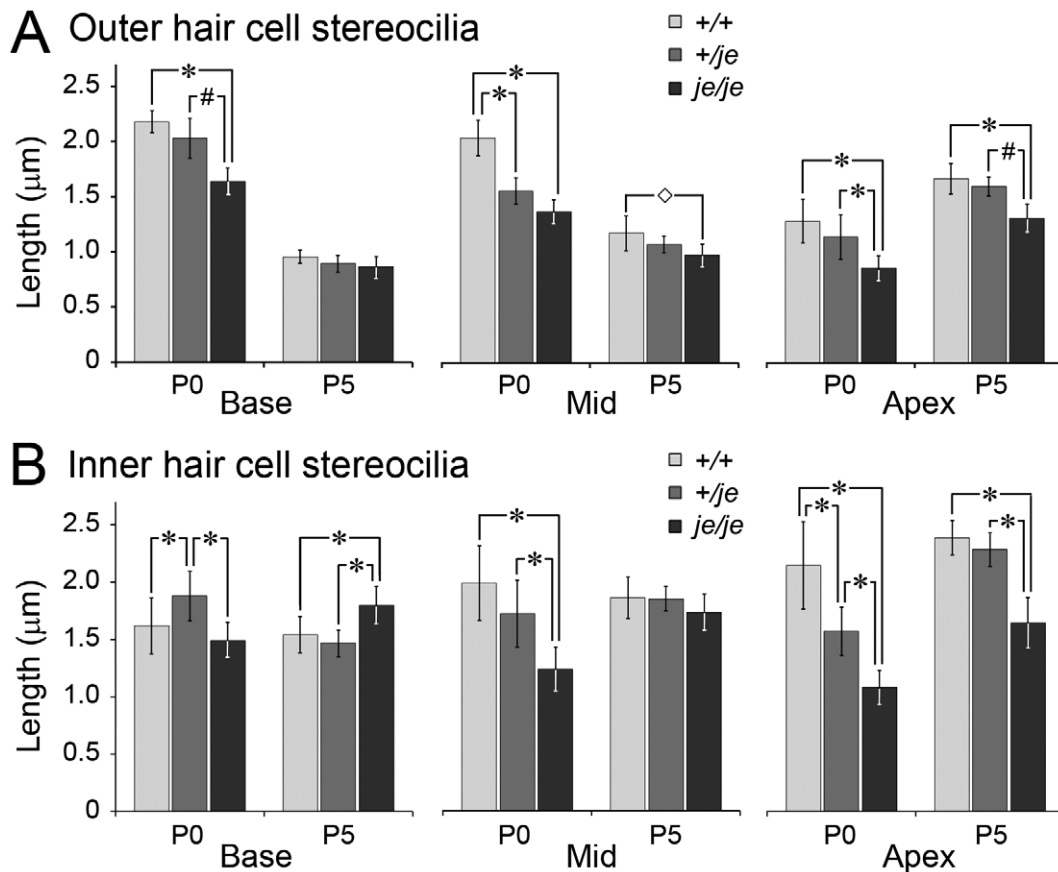 A Outer hair cell stereocilia
+/+
+/je
je/je
Length (μm)
2.5
2.0
1.5
1.0
0.5
0
* # * * ◇ * * * #
P0 P5 P0 P5 P0 P5
Base Mid Apex
B Inner hair cell stereocilia
+/+
+/je
je/je
Length (μm)
2.5
2.0
1.5
1.0
0.5
0
* * * * * * * * * * *
P0 P5 P0 P5 P0 P5
Base Mid Apex